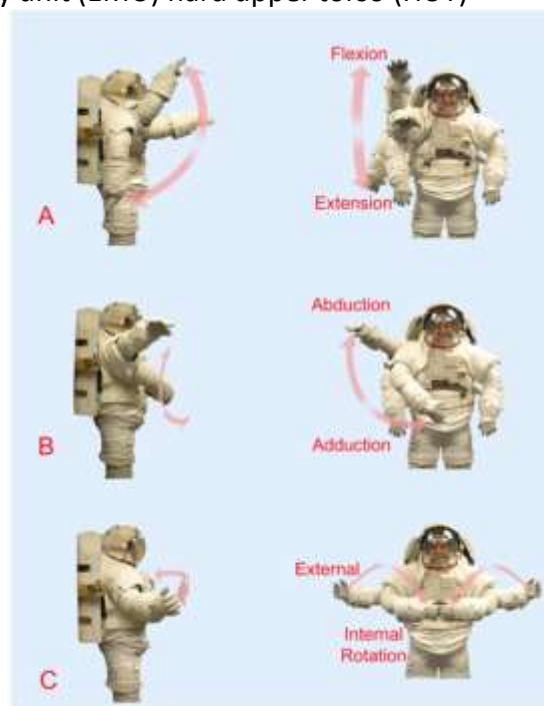 unit (EMU) hard upper torso (HUT)
Flexion
A
Extension
Abduction
B
Adduction
External
Internal
Rotation
C